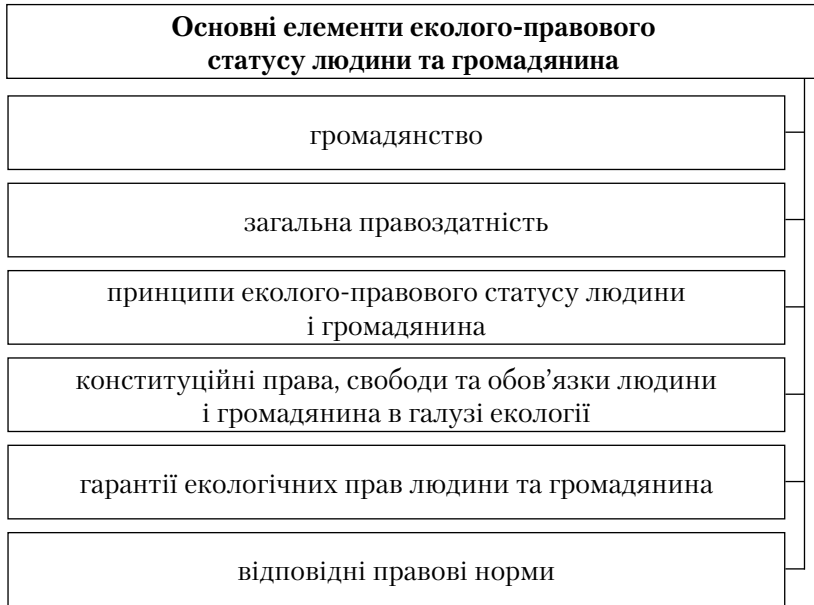 Основні елементи еколого-правового
статусу людини та громадянина
громадянство
загальна правоздатність
принципи еколого-правового статусу людини
і громадянина
конституційні права, свободи та обов’язки людини
і громадянина в галузі екології
гарантії екологічних прав людини та громадянина
відповідні правові норми